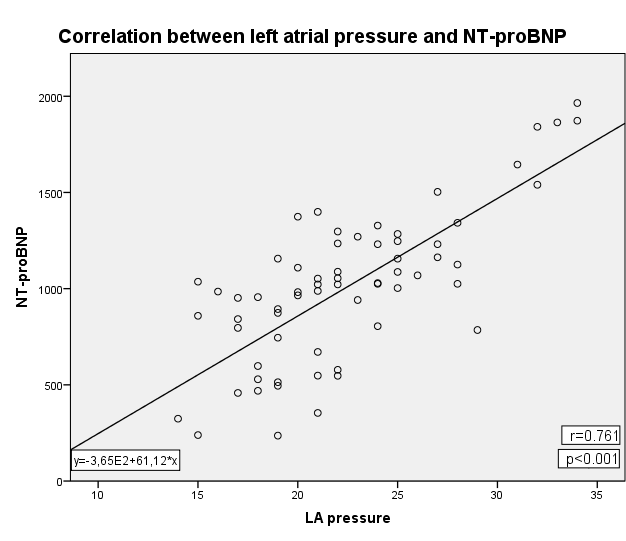 Correlation between left atrial pressure and NT-proBNP
NT-proBNP
2000
1500
1000
500
0
y=-3,65E2+61,12*x
r=0.761
p<0.001
10 15 20 25 30 35
LA pressure